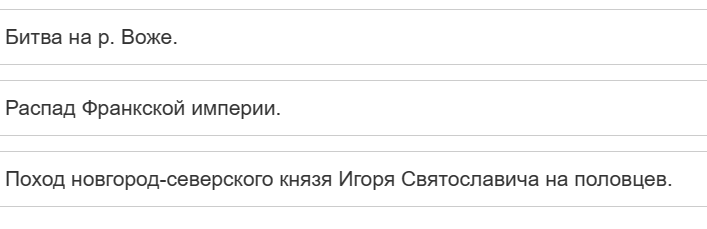 Битва на р. Воже.
Распад Франкской империи.
Поход новгород-северского князя Игоря Святославича на половцев.